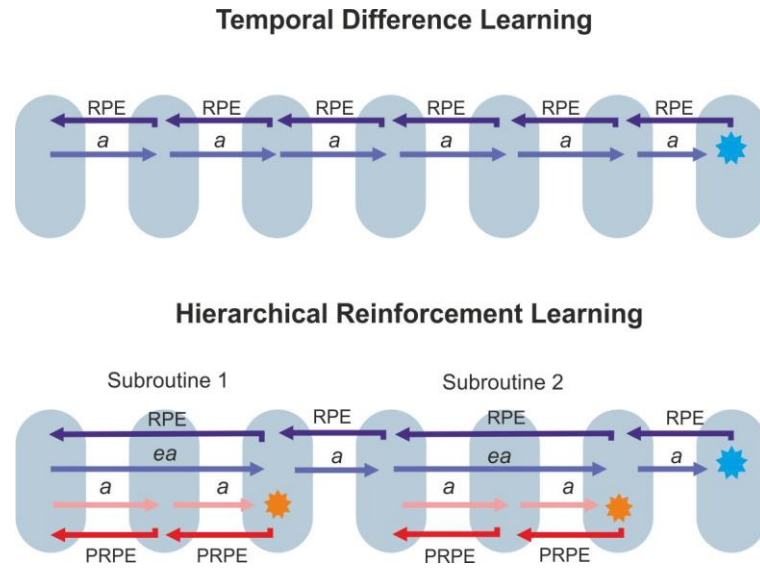 Temporal Difference Learning
RPE RPE RPE RPE RPE RPE
a a a a a a
Hierarchical Reinforcement Learning
Subroutine 1 Subroutine 2
RPE RPE RPE RPE
ea a ea a
a a a a
PRPE PRPE PRPE PRPE